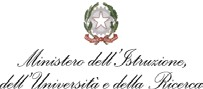 Ministero dell'Istruzione,
dell'Università e della Ricerca